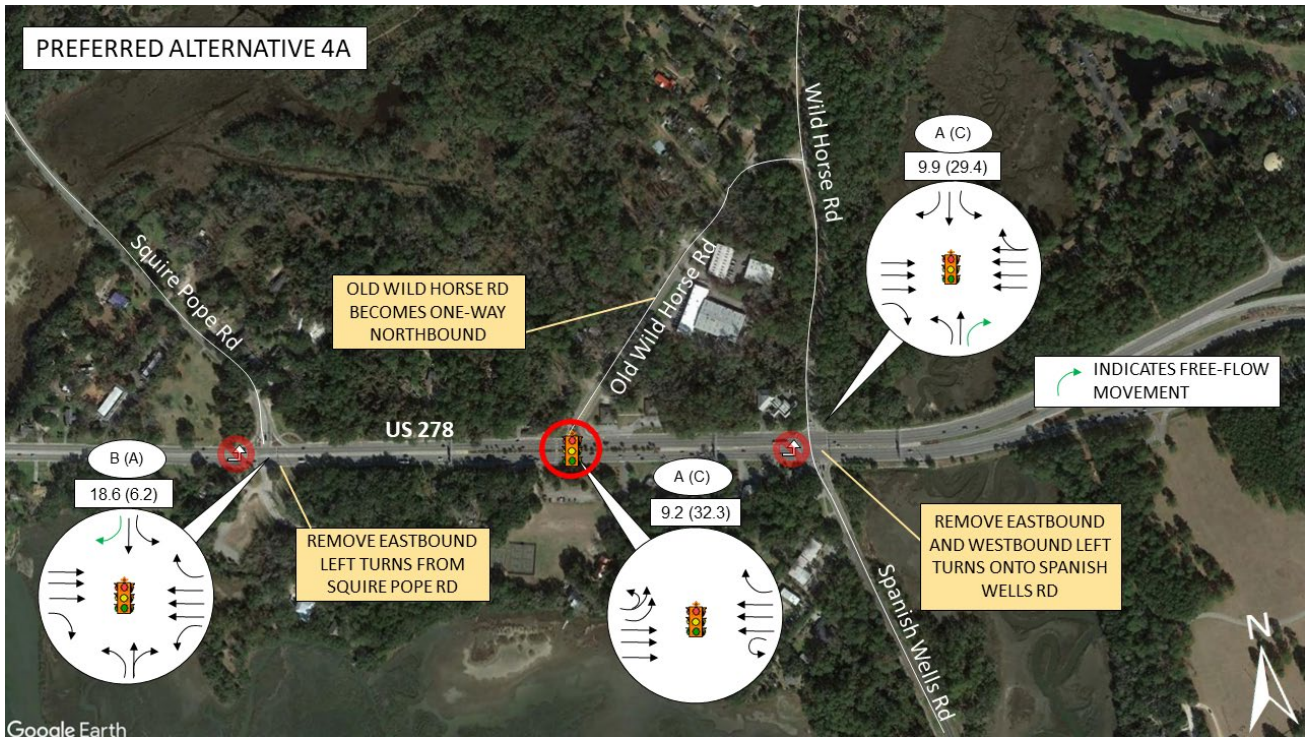 PREFERRED ALTERNATIVE 4A
Squire Pope Rd
OLD WILD HORSE RD
BECOMES ONE-WAY
NORTHBOUND
Old Wild Horse Rd
Wild Horse Rd
A (C)
9.9 (29.4)
INDICATES FREE-FLOW
MOVEMENT
US 278
B (A)
18.6 (6.2)
REMOVE EASTBOUND
LEFT TURNS FROM
SQUIRE POPE RD
A (C)
9.2 (32.3)
REMOVE EASTBOUND
AND WESTBOUND LEFT
TURNS ONTO SPANISH
WELLS RD
Spanish Wells Rd
N
Google Earth